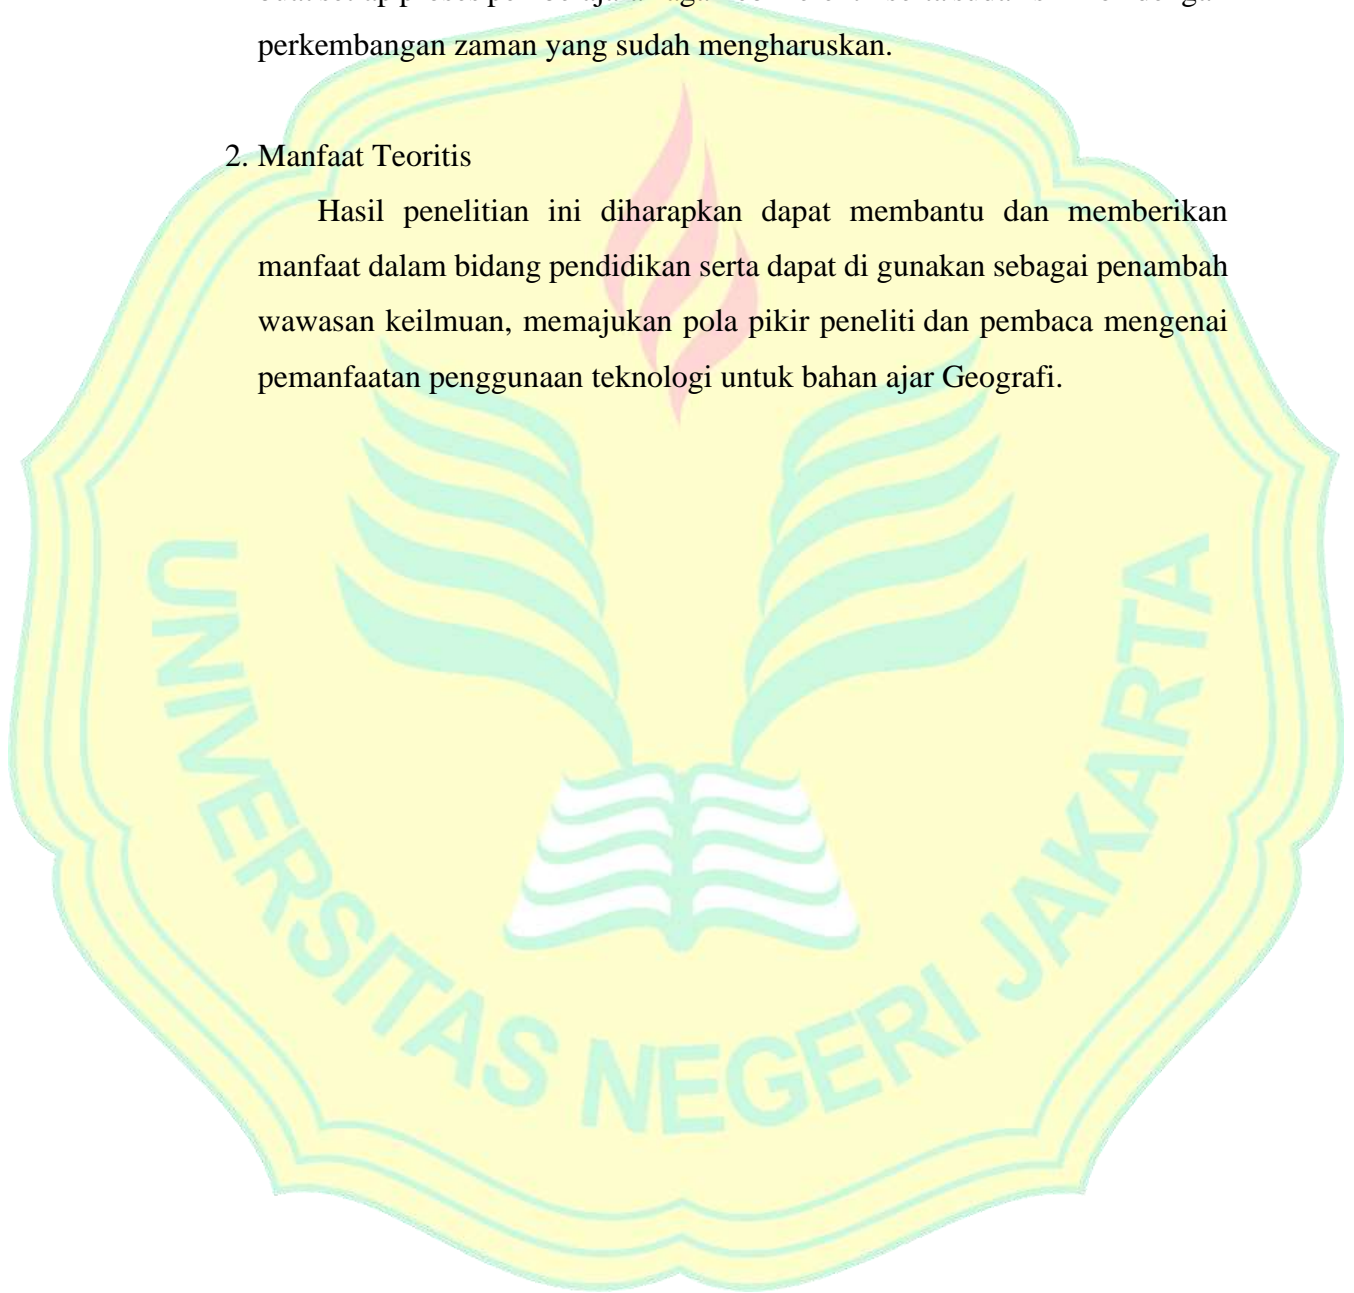 perkembangan zaman yang sudah mengharuskan.
2. Manfaat Teoritis
Hasil penelitian ini diharapkan dapat membantu dan memberikan
manfaat dalam bidang pendidikan serta dapat di gunakan sebagai penambah
wawasan keilmuan, memajukan pola pikir peneliti dan pembaca mengenai
pemanfaatan penggunaan teknologi untuk bahan ajar Geografi.
UNIVERSITAS NEGERI JAKARTA